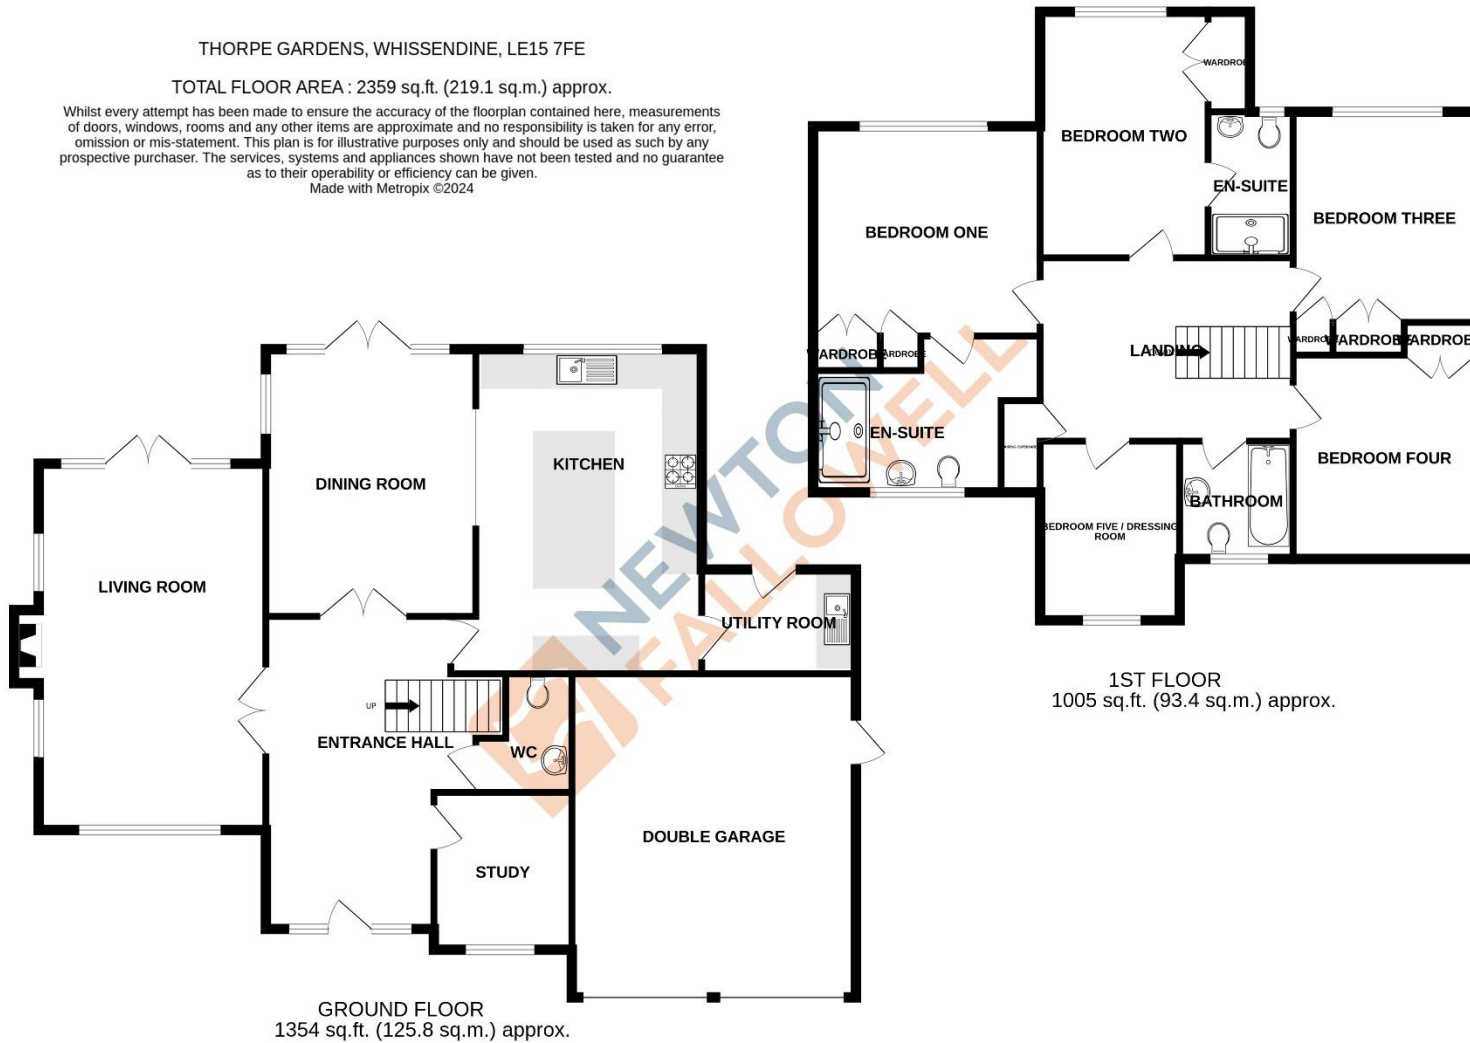 THORPE GARDENS, WHISSENDINE, LE15 7FE
TOTAL FLOOR AREA : 2359 sq.ft. (219.1 sq.m.) approx.
Whilst every attempt has been made to ensure the accuracy of the floorplan contained here, measurements
of doors, windows, rooms and any other items are approximate and no responsibility is taken for any error,
omission or mis-statement. This plan is for illustrative purposes only and should be used as such by any
prospective purchaser. The services, systems and appliances shown have not been tested and no guarantee
as to their operability or efficiency can be given.
Made with Metropix ©2024
LIVING ROOM
DINING ROOM
KITCHEN
UTILITY ROOM
UP
ENTRANCE HALL
WC
STUDY
DOUBLE GARAGE
GROUND FLOOR
1354 sq.ft. (125.8 sq.m.) approx.
WARDROBE
BEDROOM TWO
EN-SUITE
BEDROOM THREE
BEDROOM ONE
WARDROBE
WARDROBE
LANDING
WARDROBE
WARDROBE
WARDROBE
EN-SUITE
BEDROOM FOUR
BATHROOM
BEDROOM FIVE / DRESSING
ROOM
1ST FLOOR
1005 sq.ft. (93.4 sq.m.) approx.
NEWTON
FALLOWELL